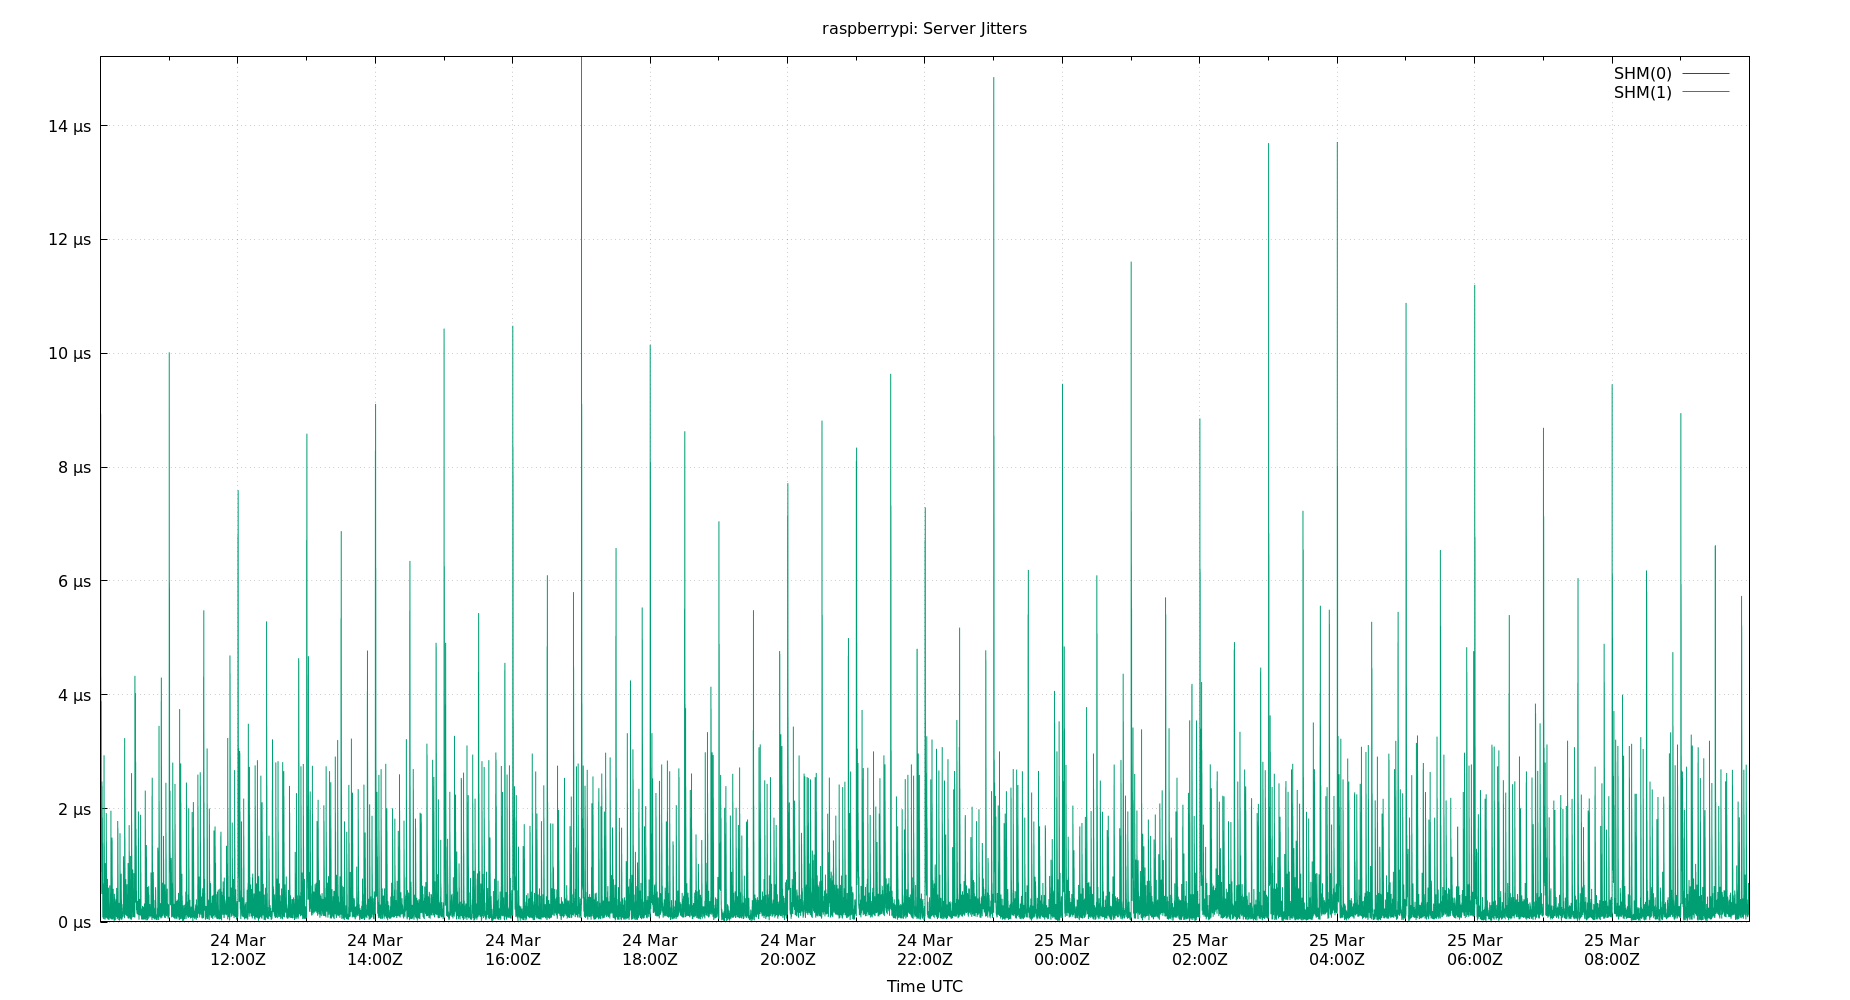 raspberrypi: Server Jitters
SHM(0)
SHM(1)
14 µs
12 µs
10 µs
8 µs
6 µs
4 µs
2 µs
0 µs
24 Mar 24 Mar 24 Mar 24 Mar 24 Mar 24 Mar 25 Mar 25 Mar 25 Mar 25 Mar 25 Mar
12:00Z 14:00Z 16:00Z 18:00Z 20:00Z 22:00Z 00:00Z 02:00Z 04:00Z 06:00Z 08:00Z
Time UTC